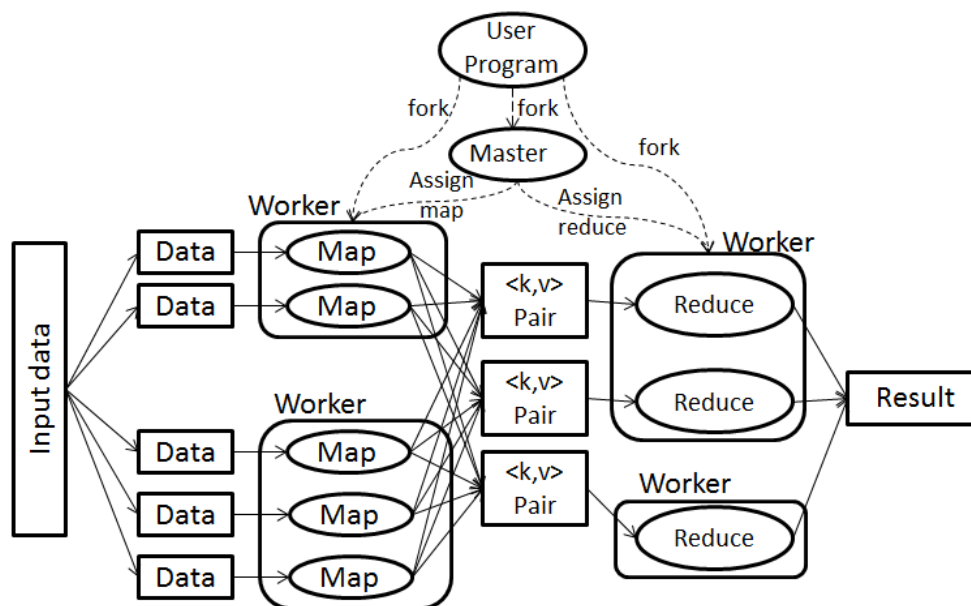 User
Program
fork
fork
fork
Master
Assign
map
Assign
reduce
Worker
Worker
Input data
Data
Map
Data
Map
<k,v>
Pair
Reduce
<k,v>
Pair
Reduce
Result
Worker
Data
Map
<k,v>
Pair
Worker
Data
Map
Reduce
Data
Map